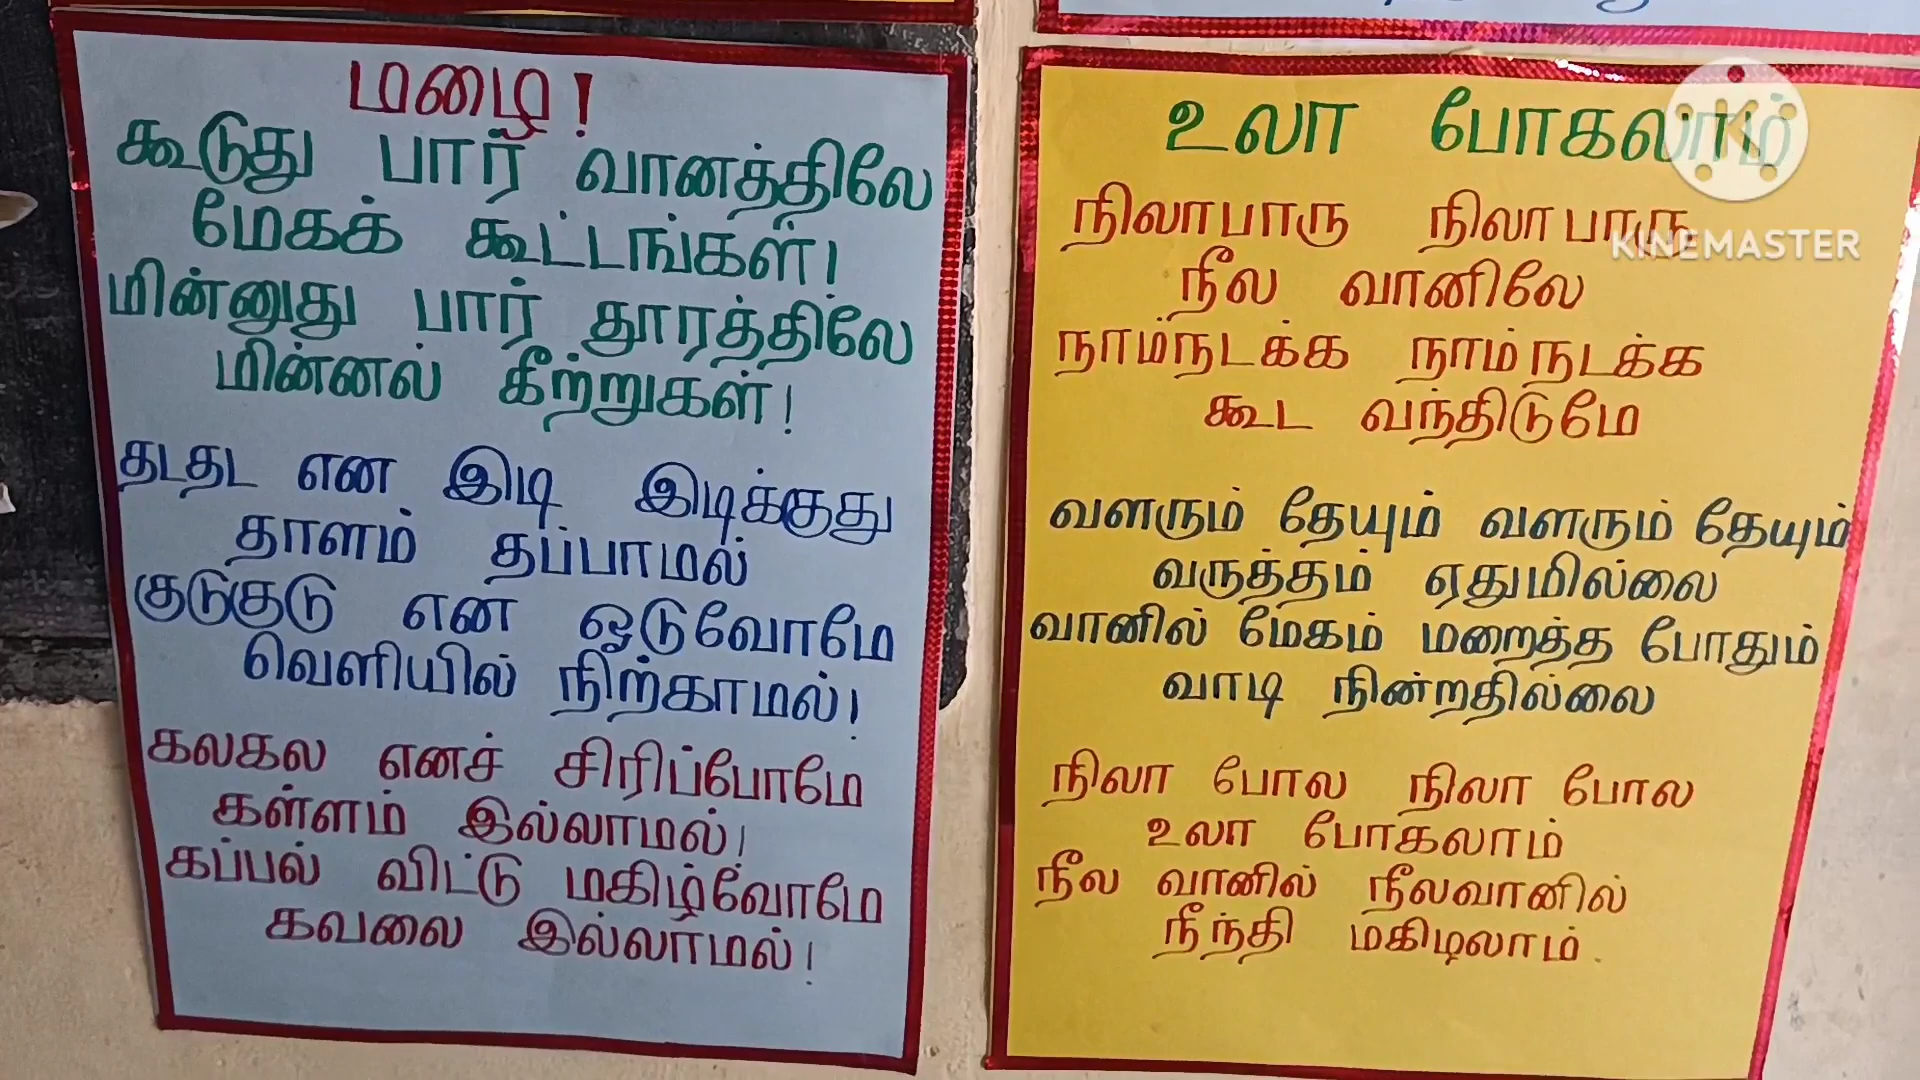 மழை!
கூடுது பார் வானத்திலே
மேகக் கூட்டங்கள்!
மின்னுது பார் தூரத்திலே
மின்னல் கீற்றுகள்!
தடதட என இடி இடிக்குது
தாளம் தப்பாமல்
குடுகுடு என ஓடுவோமே
வெளியில் நிற்காமல்!
கலகல எனச் சிரிப்போமே
கள்ளம் இல்லாமல்!
கப்பல் விட்டு மகிழ்வோமே
கவலை இல்லாமல்!
உலா போகலாம்
நிலாபாரு நிலாபாரு
நீல வானிலே
நாம்நடக்க நாம்நடக்க
கூட வந்திடுமே
வளரும் தேயும் வளரும் தேயும்
வருத்தம் ஏதுமில்லை
வானில் மேகம் மறைத்த போதும்
வாடி நின்றதில்லை
நிலா போல நிலா போல
உலா போகலாம்
நீல வானில் நீலவானில்
நீந்தி மகிடிலாம்.
KINEMASTER